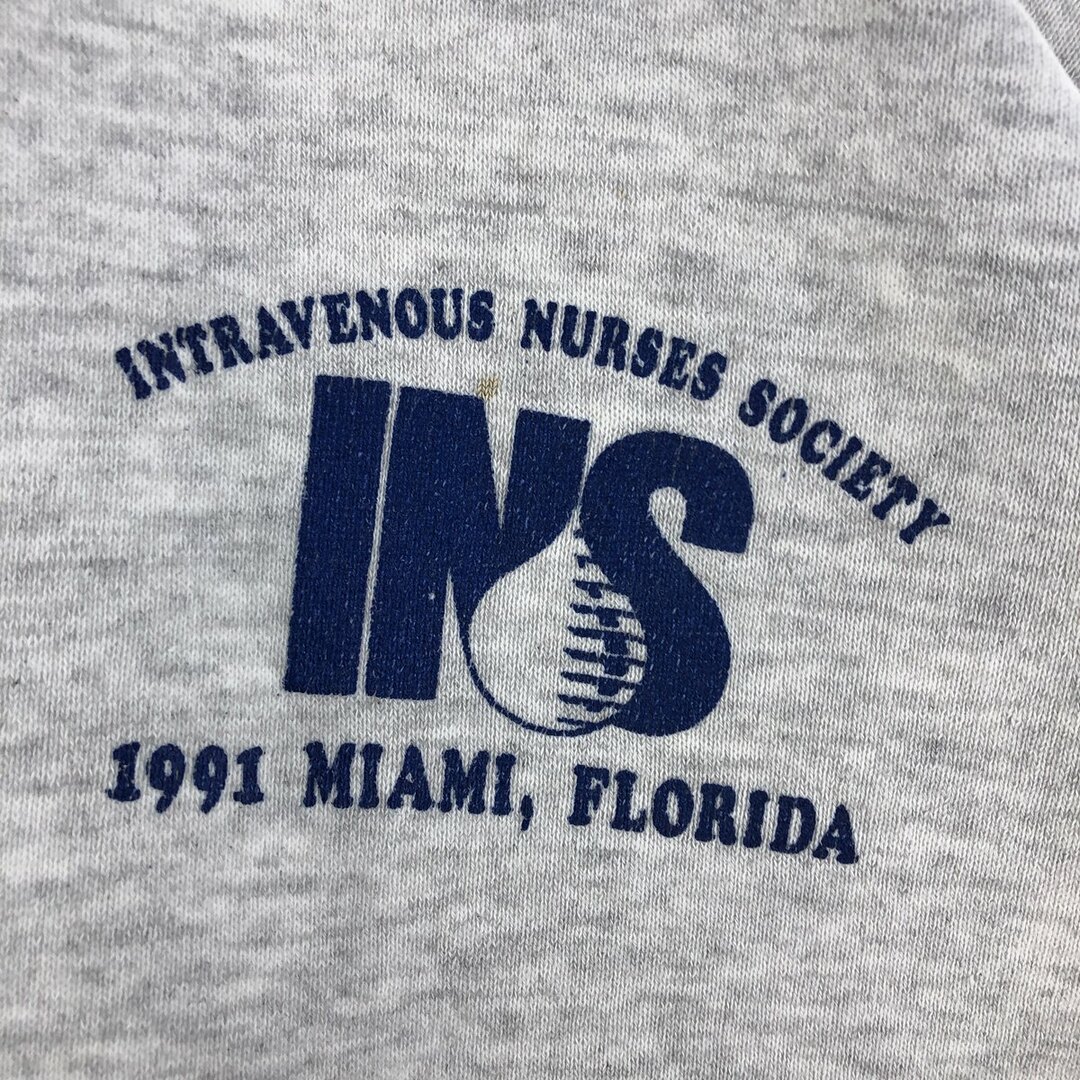 INTRAVENOUS NURSES SOCIETY
INS
1991 MIAMI, FLORIDA